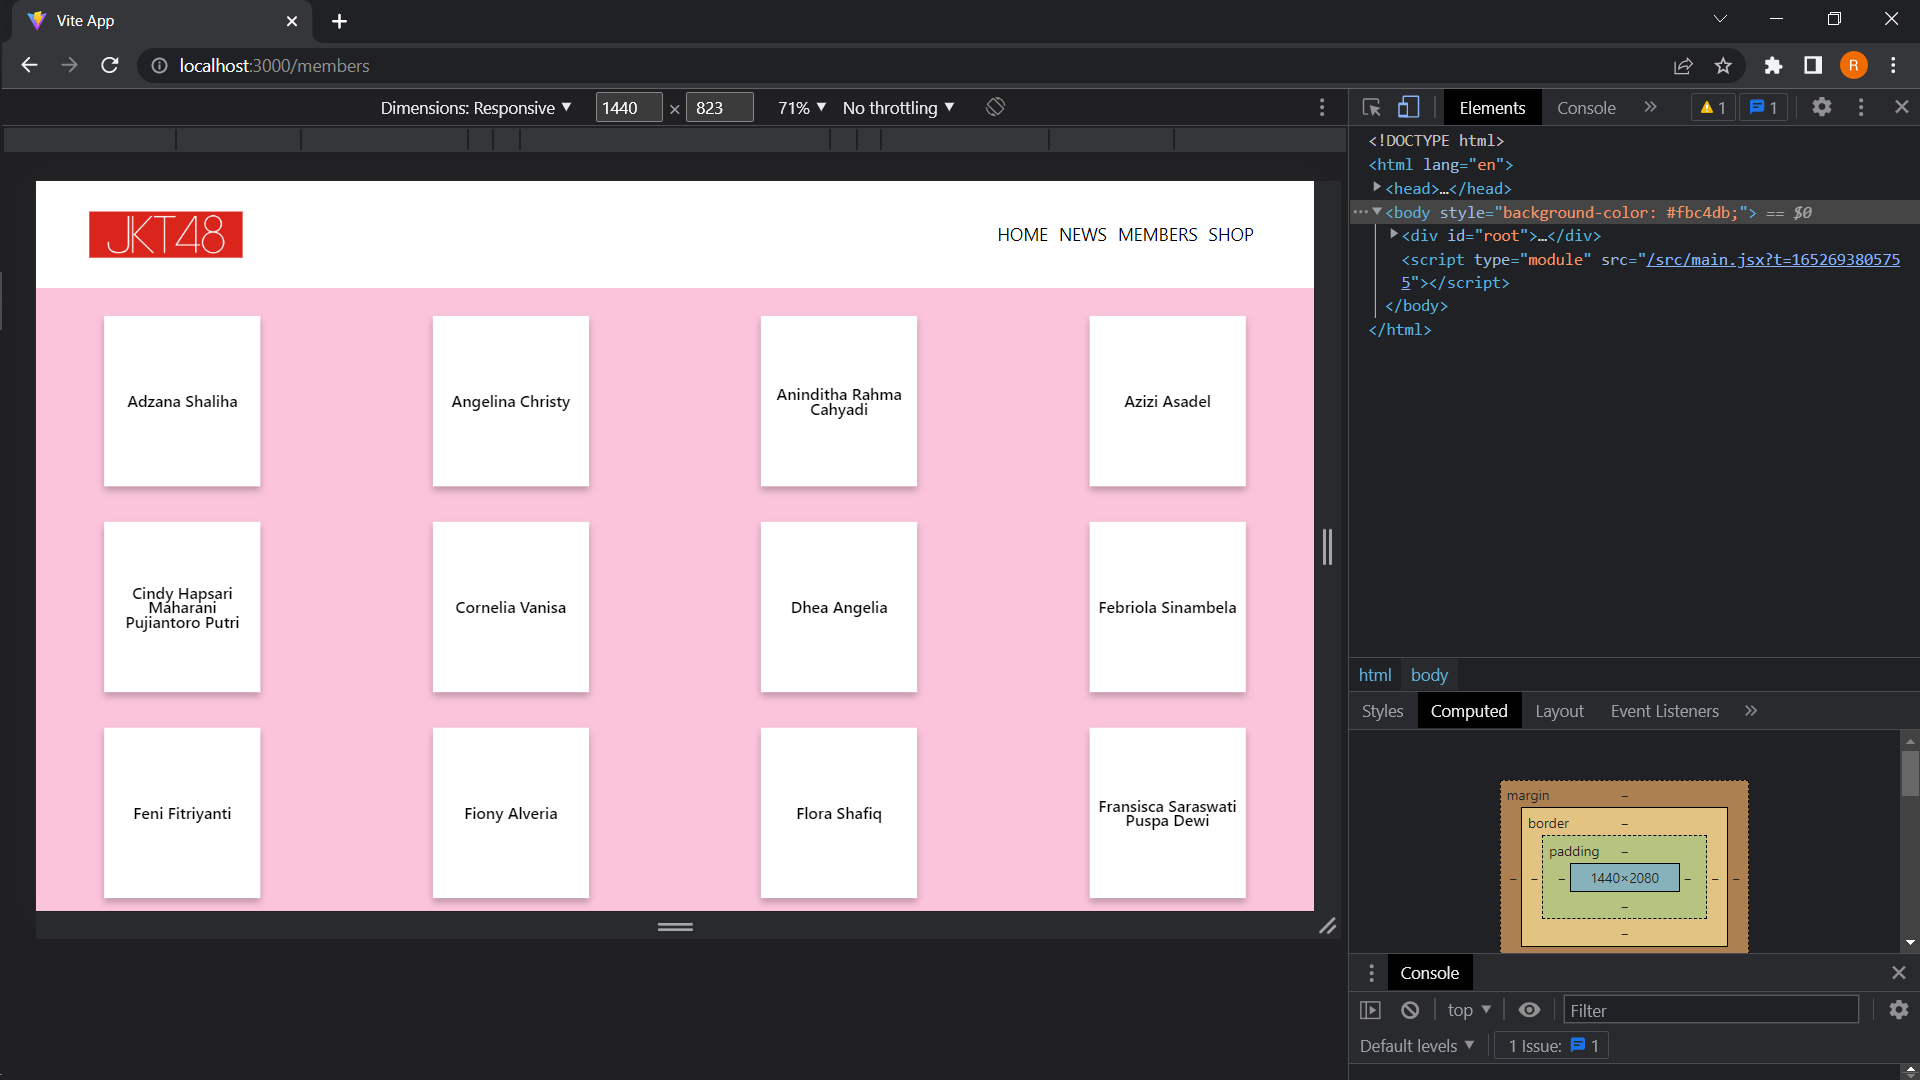 Vite App
localhost:3000/members
R
Dimensions: Responsive
1440
×
823
71%
No throttling
JKT48
HOME
NEWS
MEMBERS
SHOP
Adzana Shaliha
Angelina Christy
Aninditha Rahma
Cahyadi
Azizi Asadel
Cindy Hapsari
Maharani
Pujiantoro Putri
Cornelia Vanisa
Dhea Angelia
Febriola Sinambela
Feni Fitriyanti
Fiony Alveria
Flora Shafiq
Fransisca Saraswati
Puspa Dewi
Elements
Console
1
1
<!DOCTYPE html>
<html lang="en">
<head>…</head>
<body style="background-color: #fbc4db;"> == $0
<div id="root">…</div>
<script type="module" src="/src/main.jsx?t=165269380575
5"></script>
</body>
</html>
html
body
Styles
Computed
Layout
Event Listeners
margin
–
border
–
padding
–
–
–
–
1440×2080
–
–
–
–
–
Console
top
Filter
Default levels
1 Issue:
1